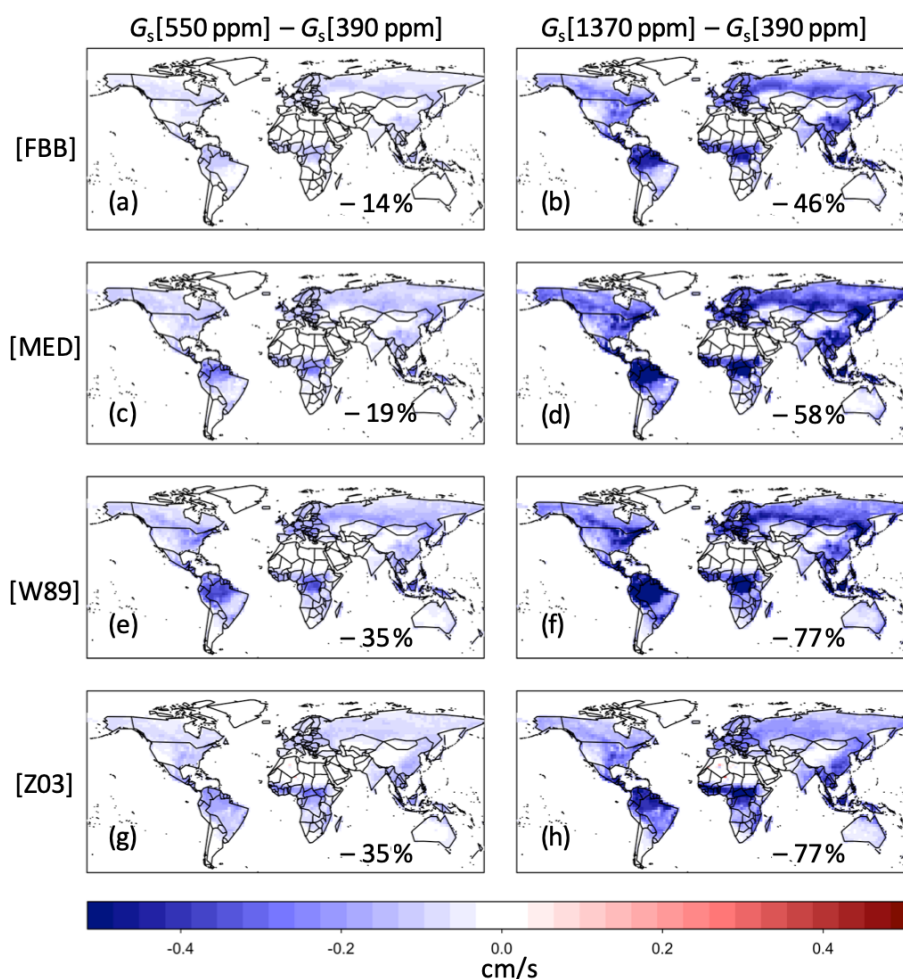 Gs[550 ppm] – Gs[390 ppm]
Gs[1370 ppm] – Gs[390 ppm]
[FBB]
(a)
– 14%
(b)
– 46%
[MED]
(c)
– 19%
(d)
– 58%
[W89]
(e)
– 35%
(f)
– 77%
[Z03]
(g)
– 35%
(h)
– 77%
-0.4 -0.2 0.0 0.2 0.4
cm/s